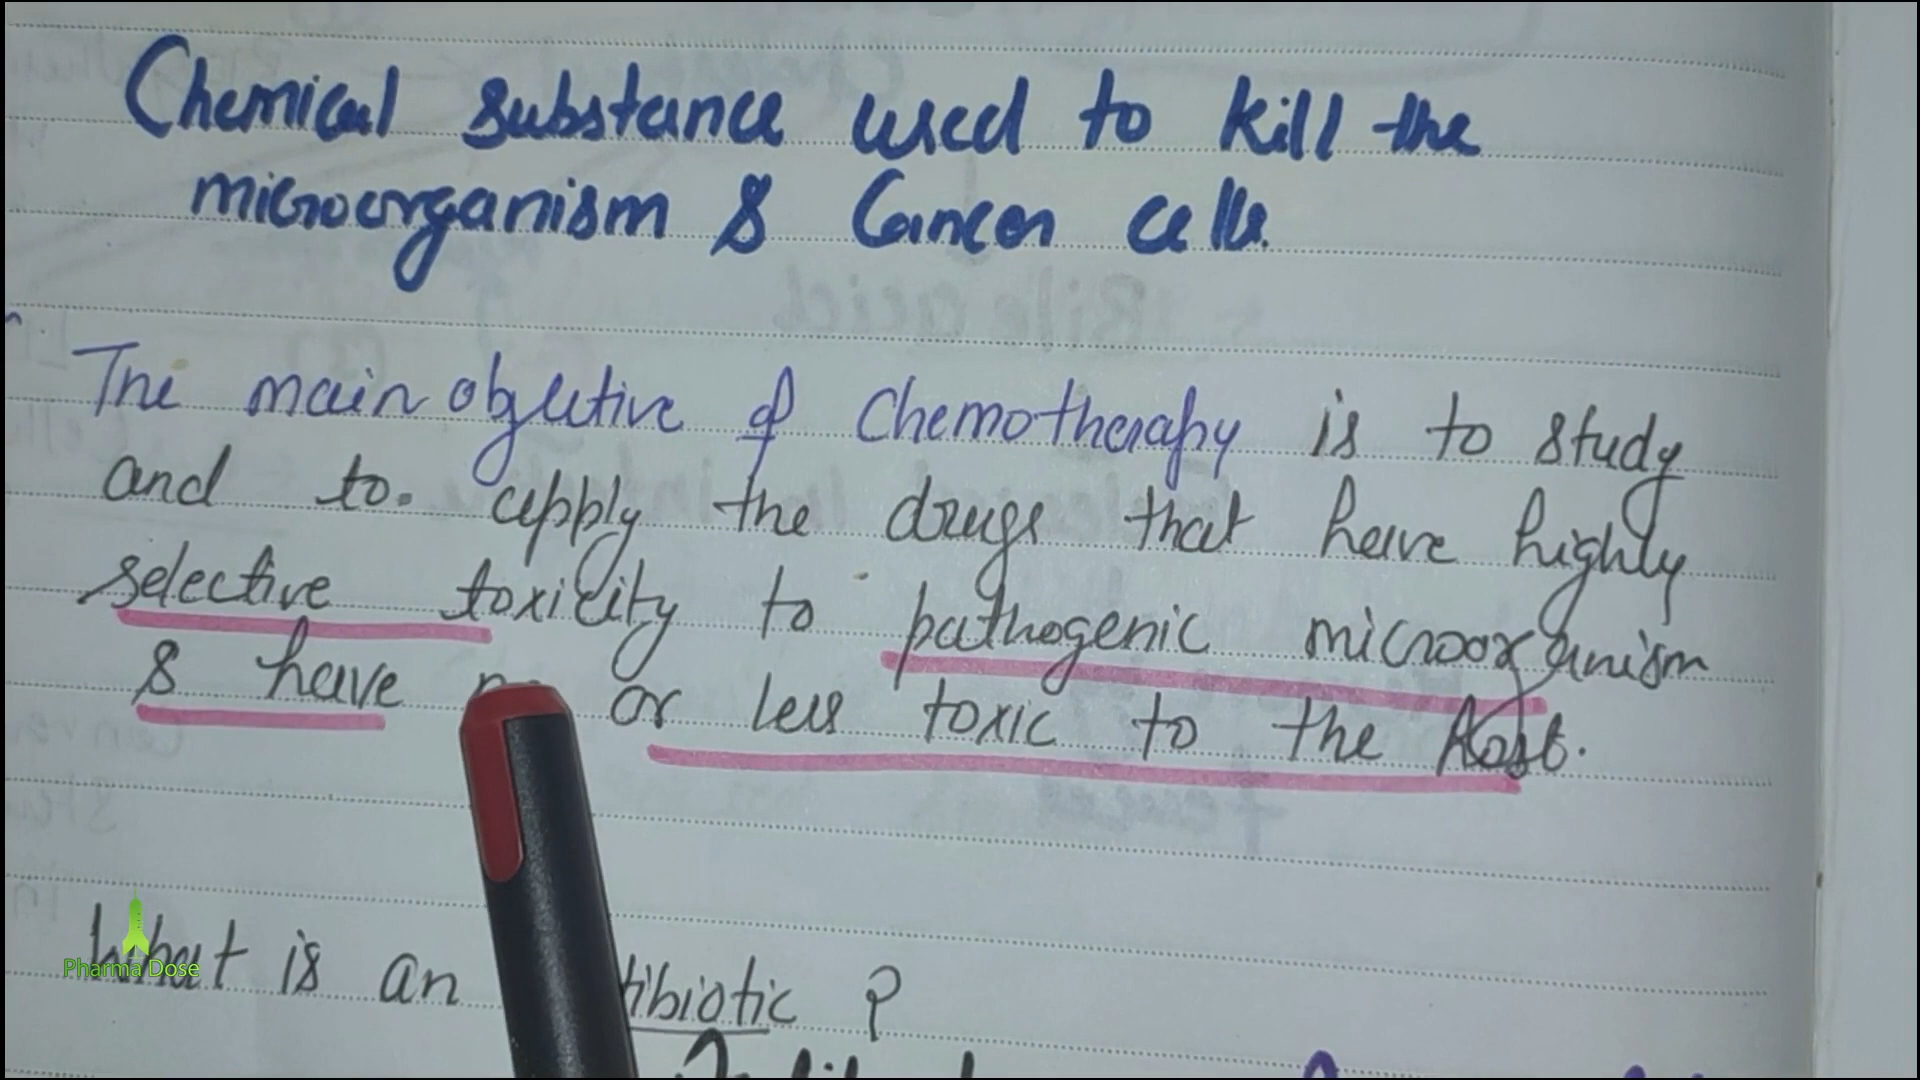 Chemical substance used to kill the
microorganism & Cancer cells.
The main objective of Chemotherapy is to study
and to. apply the drugs that have highly
selective toxicity to pathogenic microorganism
& have or less toxic to the host.
What is an tibiotic ?
Pharma Dose